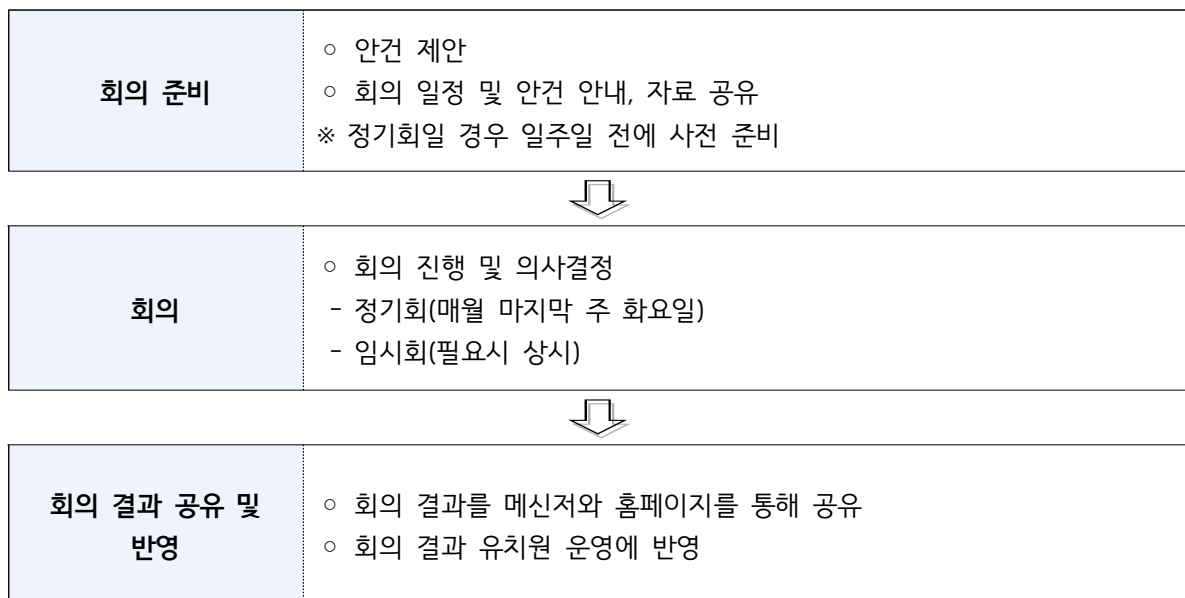 회의 준비
○ 안건 제안
○ 회의 일정 및 안건 안내, 자료 공유
※ 정기회일 경우 일주일 전에 사전 준비
회의
○ 회의 진행 및 의사결정
- 정기회(매월 마지막 주 화요일)
- 임시회(필요시 상시)
회의 결과 공유 및
반영
○ 회의 결과를 메신저와 홈페이지를 통해 공유
○ 회의 결과 유치원 운영에 반영